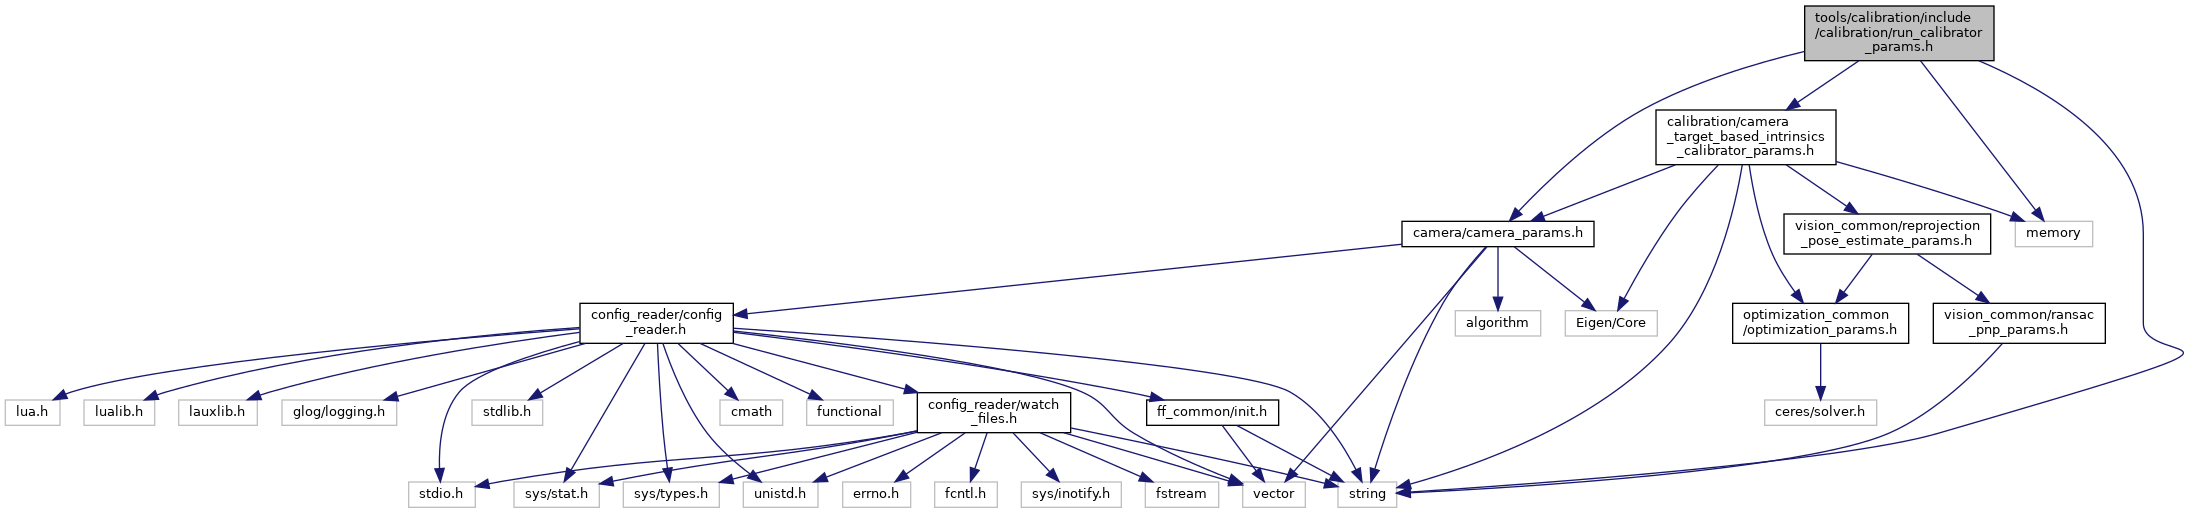 tools/calibration/include
/calibration/run_calibrator
_params.h
calibration/camera
_target_based_intrinsics
_calibrator_params.h
camera/camera_params.h
vision_common/reprojection
_pose_estimate_params.h
memory
config_reader/config
_reader.h
algorithm
Eigen/Core
optimization_common
/optimization_params.h
vision_common/ransac
_pnp_params.h
lua.h
lualib.h
lauxlib.h
glog/logging.h
stdlib.h
cmath
functional
config_reader/watch
_files.h
ff_common/init.h
ceres/solver.h
stdio.h
sys/stat.h
sys/types.h
unistd.h
errno.h
fcntl.h
sys/inotify.h
fstream
vector
string